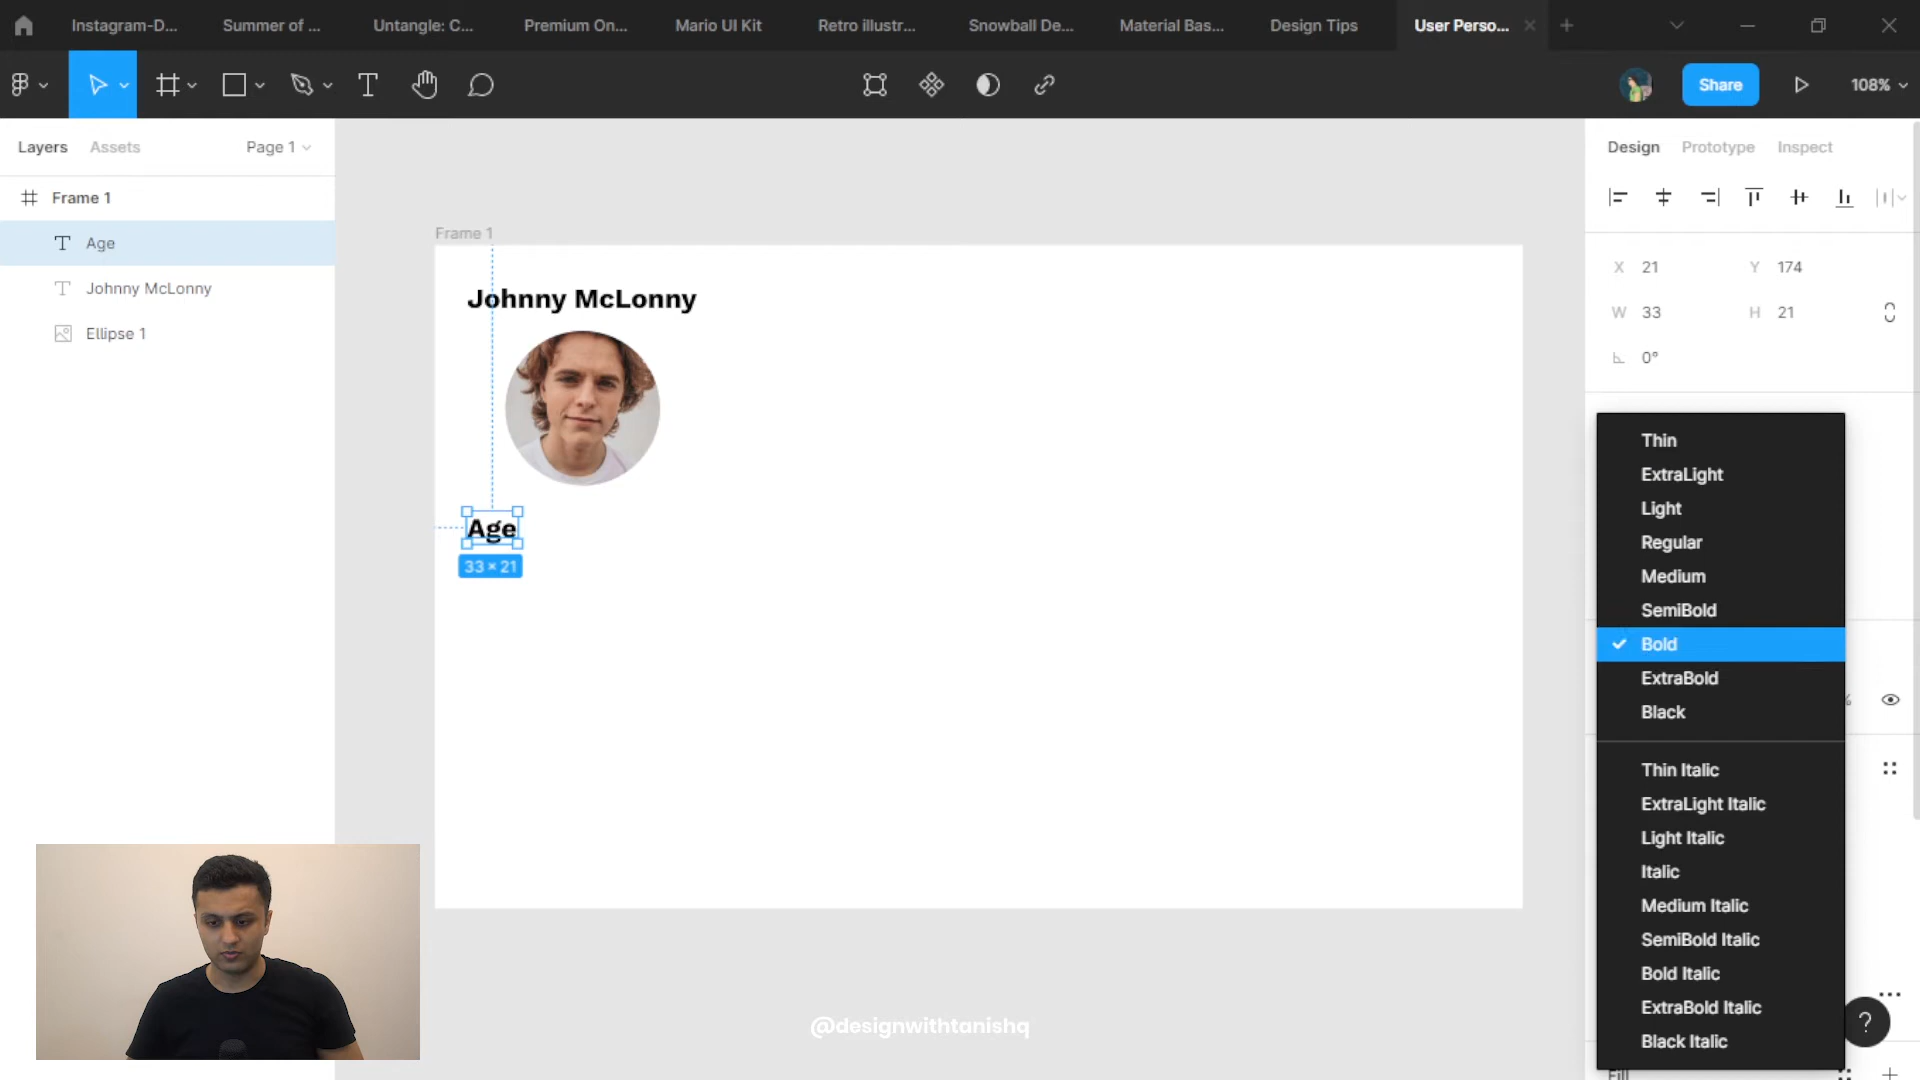 Instagram-D...
Summer of ...
Untangle: C...
Premium On...
Mario UI Kit
Retro illustr...
Snowball De...
Material Bas...
Design Tips
User Perso...
Share
108%
Layers
Assets
Page 1
Design
Prototype
Inspect
Frame 1
Age
Johnny McLonny
Ellipse 1
Frame 1
Johnny McLonny
Age
33 × 21
X 21
Y 174
W 33
H 21
0°
Thin
ExtraLight
Light
Regular
Medium
SemiBold
Bold
ExtraBold
Black
Thin Italic
ExtraLight Italic
Light Italic
Italic
Medium Italic
SemiBold Italic
Bold Italic
ExtraBold Italic
Black Italic
Fill
?
@designwithtanishq